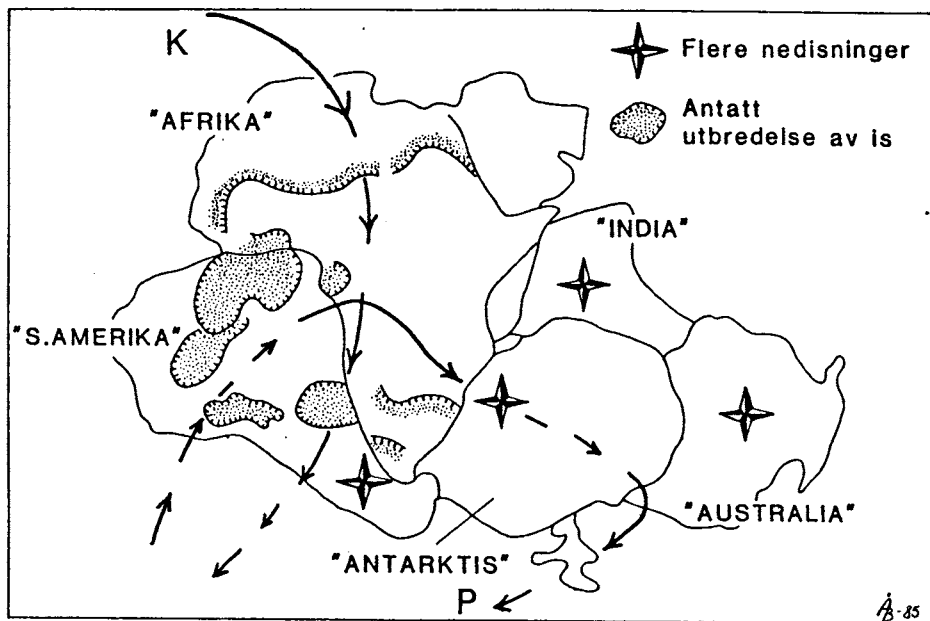 K
Flere nedisninger
Antatt
utbredelse av is
"AFRIKA"
"INDIA"
"S.AMERIKA"
"AUSTRALIA"
"ANTARKTIS"
P
ÅB-85